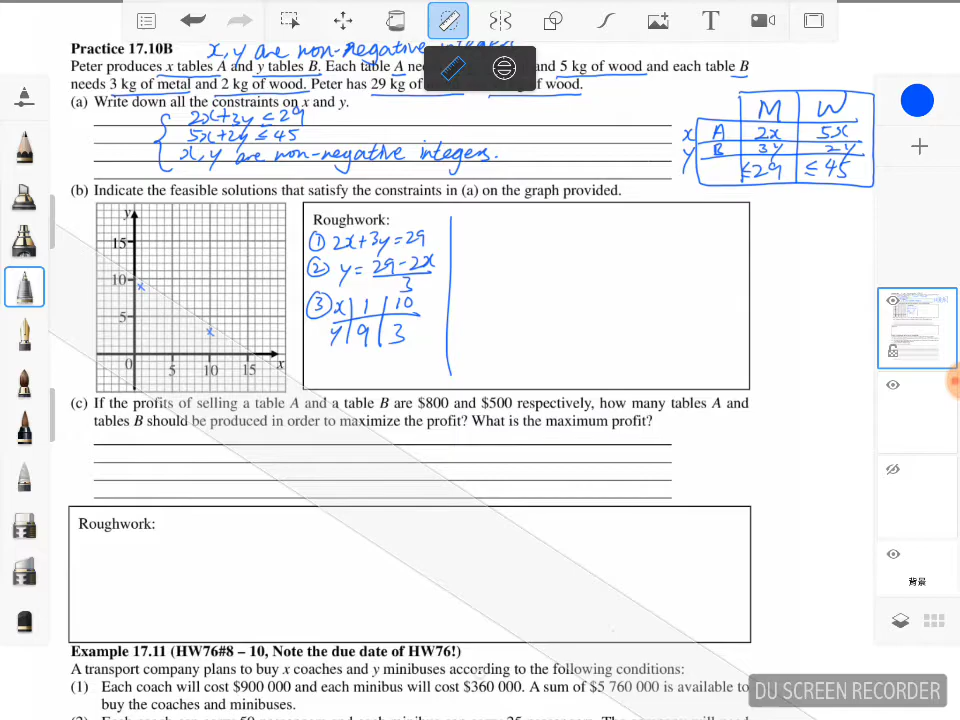 Practice 17.10B x, y are non-negative integers
Peter produces x tables A and y tables B. Each table A and 5 kg of wood and each table B
needs 3 kg of metal and 2 kg of wood. Peter has 29 kg of of wood.
(a) Write down all the constraints on x and y.
2x+3y ≤ 29
5x+2y ≤ 45
x, y are non-negative integers.
M W
x A 2x 5x
y B 3y 2y
≤29 ≤45
(b) Indicate the feasible solutions that satisfy the constraints in (a) on the graph provided.
y
15
10
5
0 5 10 15 x
Roughwork:
① 2x+3y=29
② y = 29-2x
3
③ x 1 10
y 9 3
(c) If the profits of selling a table A and a table B are $800 and $500 respectively, how many tables A and
tables B should be produced in order to maximize the profit? What is the maximum profit?
Roughwork:
背景
Example 17.11 (HW76#8 – 10, Note the due date of HW76!)
A transport company plans to buy x coaches and y minibuses according to the following conditions:
(1) Each coach will cost $900 000 and each minibus will cost $360 000. A sum of $5 760 000 is available to
buy the coaches and minibuses.
DU SCREEN RECORDER